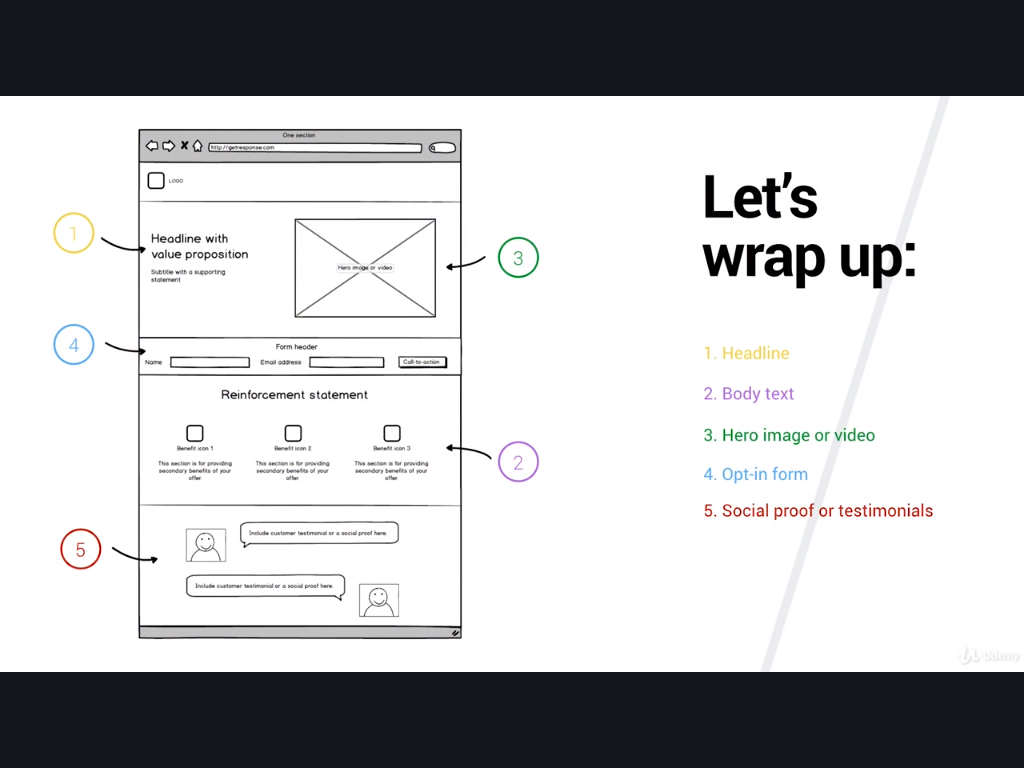 One section
http://getresponse.com
LOGO
1
Headline with
value proposition
Subtitle with a supporting
statement
Hero image or video
3
4
Form header
Name
Email address
Call-to-action
Reinforcement statement
Benefit icon 1
Benefit icon 2
Benefit icon 3
This section is for providing
secondary benefits of your
offer.
This section is for providing
secondary benefits of your
offer.
This section is for providing
secondary benefits of your
offer.
2
5
Include customer testimonial or a social proof here.
Include customer testimonial or a social proof here.
Let's
wrap up:
1. Headline
2. Body text
3. Hero image or video
4. Opt-in form
5. Social proof or testimonials
Udemy